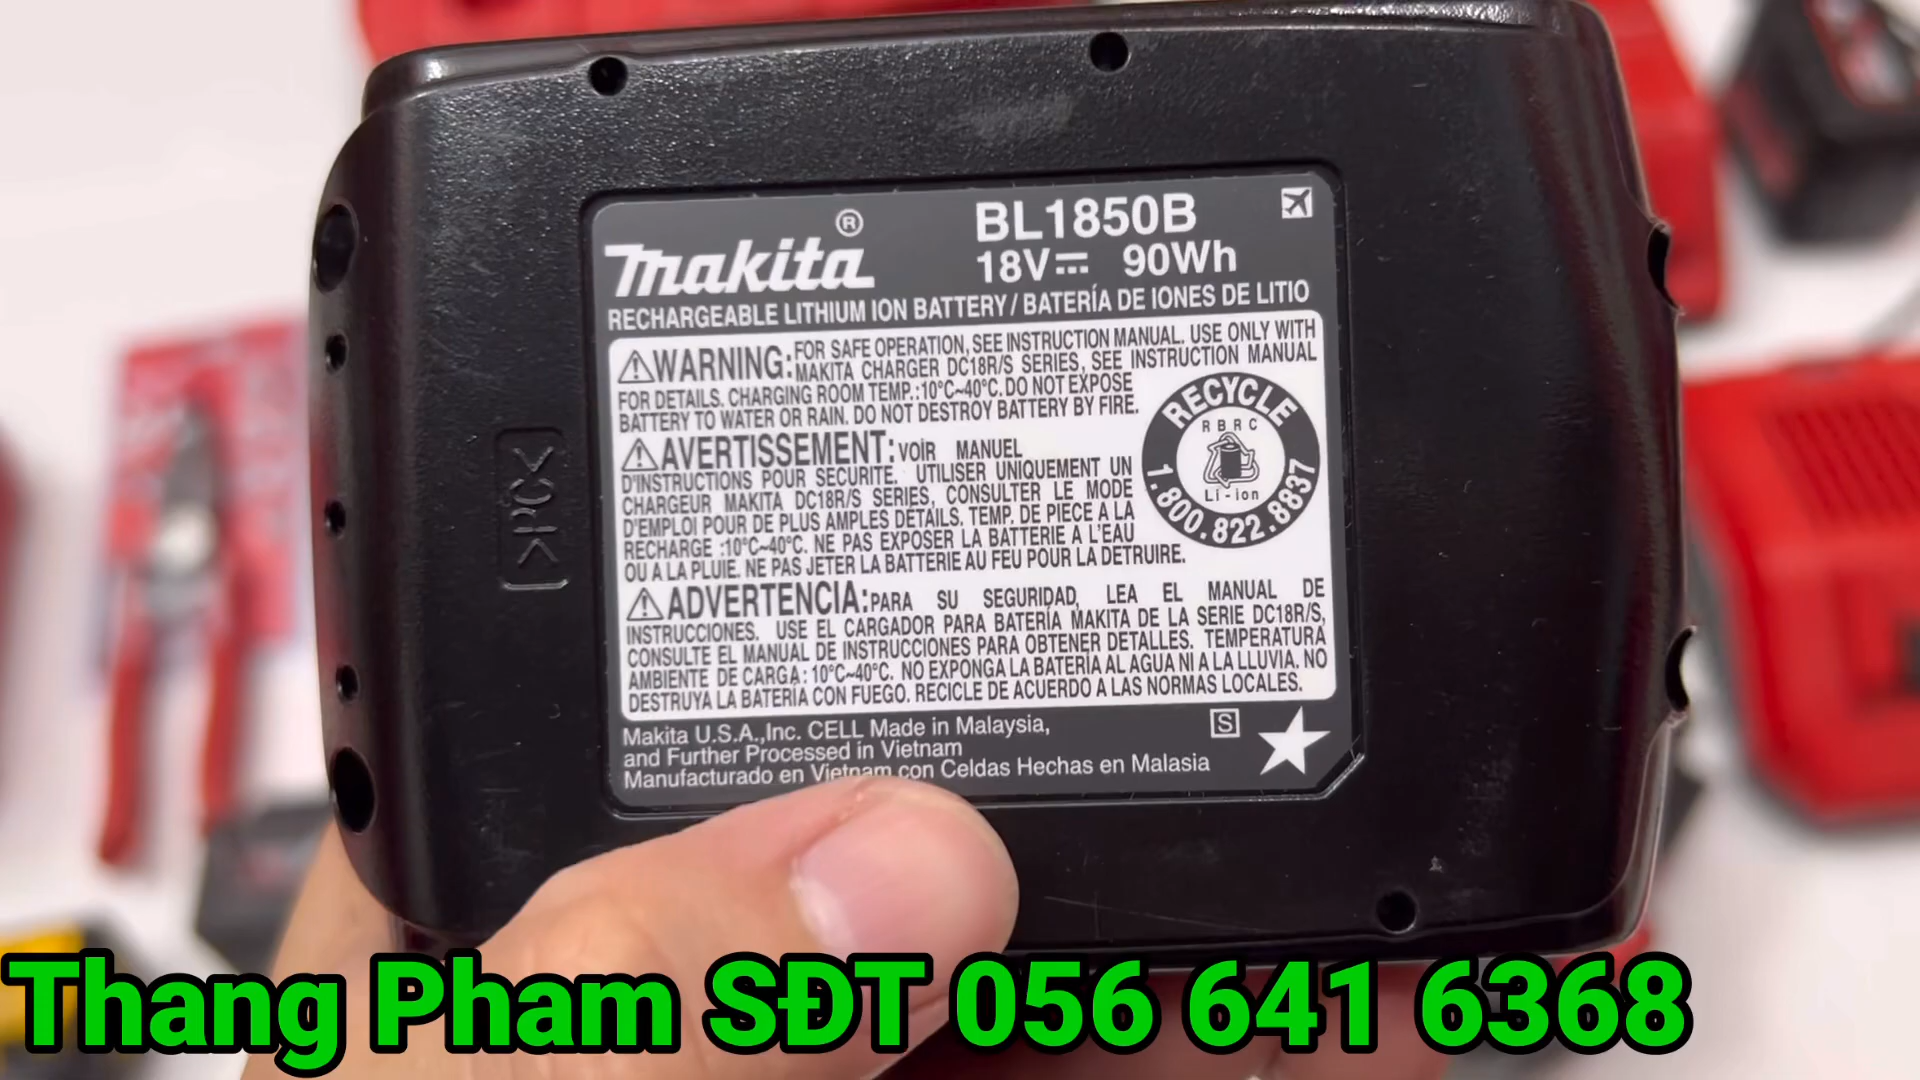 Makita®
BL1850B
18V⎓ 90Wh
RECHARGEABLE LITHIUM ION BATTERY / BATERÍA DE IONES DE LITIO
⚠WARNING: FOR SAFE OPERATION, SEE INSTRUCTION MANUAL. USE ONLY WITH
MAKITA CHARGER DC18R/S SERIES, SEE INSTRUCTION MANUAL
FOR DETAILS. CHARGING ROOM TEMP.:10°C~40°C. DO NOT EXPOSE
BATTERY TO WATER OR RAIN. DO NOT DESTROY BATTERY BY FIRE.
⚠AVERTISSEMENT: VOIR MANUEL
D'INSTRUCTIONS POUR SECURITE. UTILISER UNIQUEMENT UN
CHARGEUR MAKITA DC18R/S SERIES, CONSULTER LE MODE
D'EMPLOI POUR DE PLUS AMPLES DETAILS. TEMP. DE PIECE A LA
RECHARGE :10°C~40°C. NE PAS EXPOSER LA BATTERIE A L'EAU
OU A LA PLUIE. NE PAS JETER LA BATTERIE AU FEU POUR LA DETRUIRE.
RECYCLE
RBRC
Li-ion
1.800.822.8837
⚠ADVERTENCIA: PARA SU SEGURIDAD, LEA EL MANUAL DE
INSTRUCCIONES. USE EL CARGADOR PARA BATERÍA MAKITA DE LA SERIE DC18R/S,
CONSULTE EL MANUAL DE INSTRUCCIONES PARA OBTENER DETALLES. TEMPERATURA
AMBIENTE DE CARGA: 10°C~40°C. NO EXPONGA LA BATERÍA AL AGUA NI A LA LLUVIA. NO
DESTRUYA LA BATERÍA CON FUEGO. RECICLE DE ACUERDO A LAS NORMAS LOCALES.
Makita U.S.A.,Inc. CELL Made in Malaysia,
and Further Processed in Vietnam
Manufacturado en Vietnam con Celdas Hechas en Malasia
S
>PC<
Thang Pham SĐT 056 641 6368